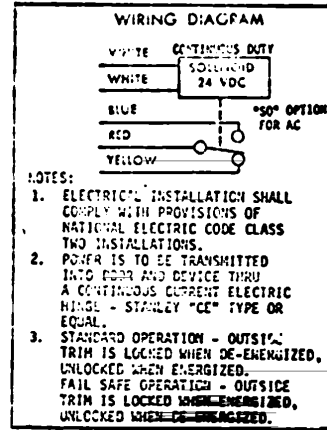 WIRING DIAGRAM
WHITE CONTINUOUS DUTY
WHITE SOLENOID
24 VDC
BLUE "SO" OPTION
RED FOR AC
YELLOW
NOTES:
1. ELECTRICAL INSTALLATION SHALL
COMPLY WITH PROVISIONS OF
NATIONAL ELECTRIC CODE CLASS
TWO INSTALLATIONS.
2. POWER IS TO BE TRANSMITTED
INTO DOOR AND DEVICE THRU
A CONTINUOUS CURRENT ELECTRIC
HINGE - STANLEY "CE" TYPE OR
EQUAL.
3. STANDARD OPERATION - OUTSIDE
TRIM IS LOCKED WHEN DE-ENERGIZED,
UNLOCKED WHEN ENERGIZED.
FAIL SAFE OPERATION - OUTSIDE
TRIM IS LOCKED WHEN ENERGIZED,
UNLOCKED WHEN DE-ENERGIZED.